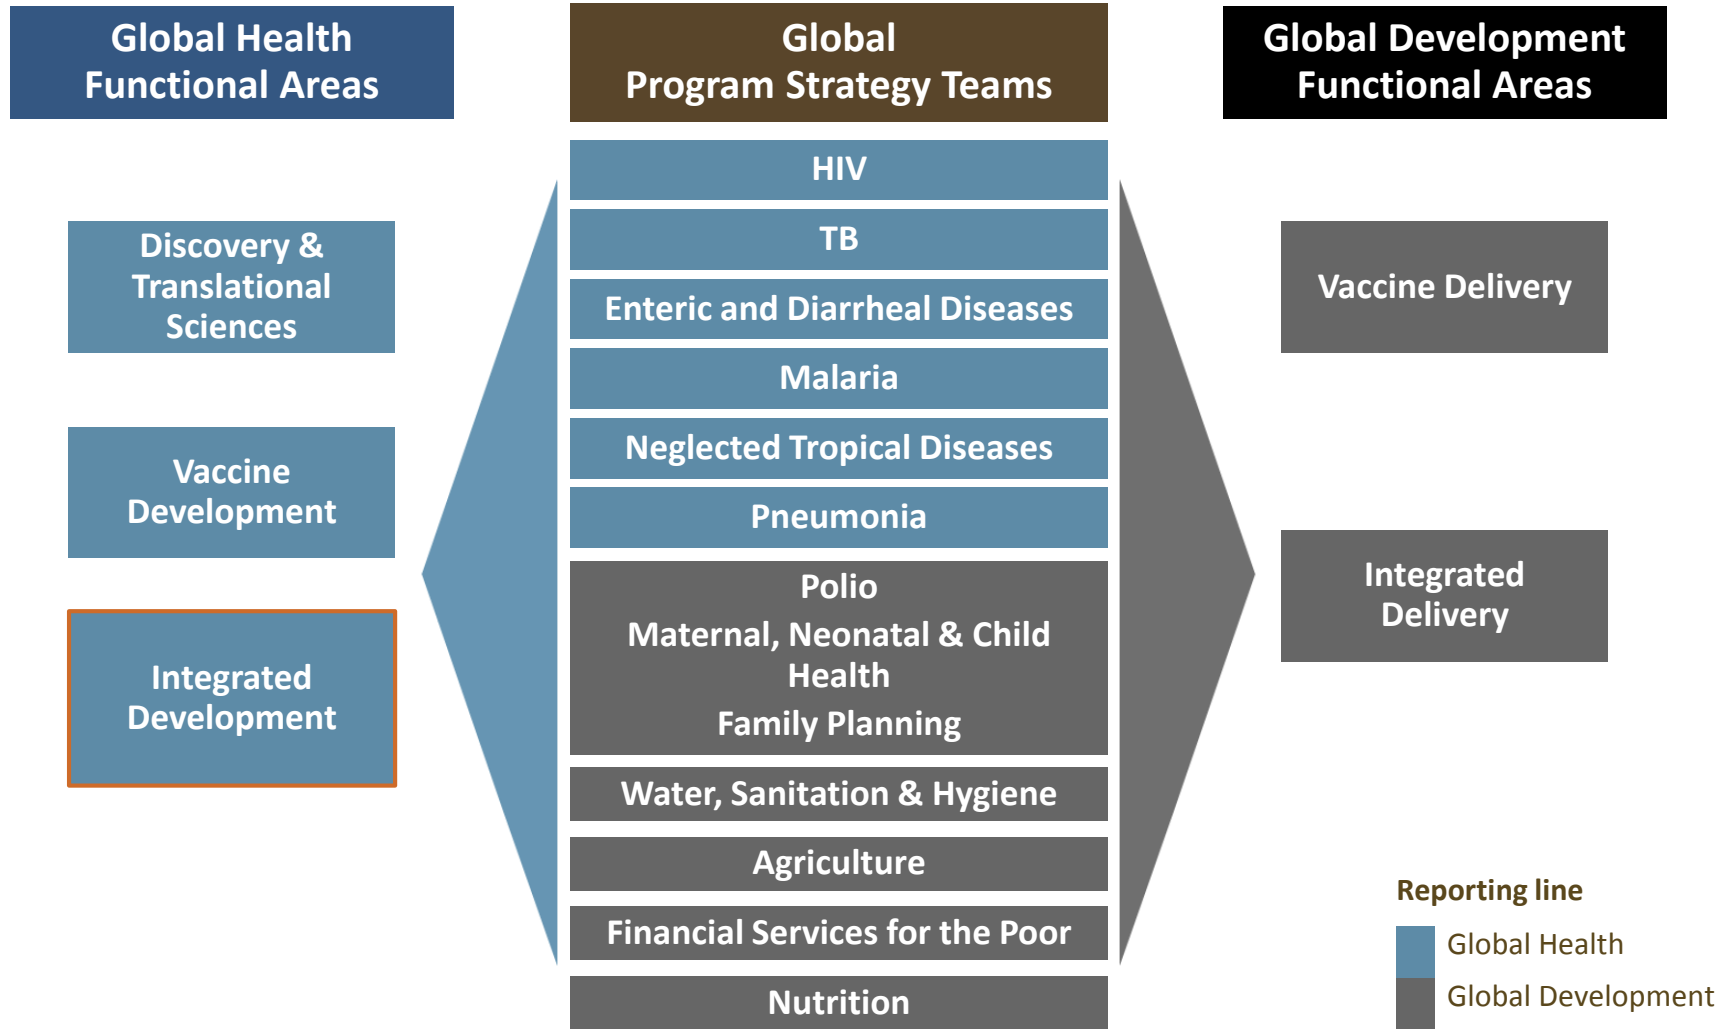 Global Health
Functional Areas
Global
Program Strategy Teams
Global Development
Functional Areas
Discovery &
Translational
Sciences
Vaccine
Development
Integrated
Development
HIV
TB
Enteric and Diarrheal Diseases
Malaria
Neglected Tropical Diseases
Pneumonia
Polio
Maternal, Neonatal & Child
Health
Family Planning
Water, Sanitation & Hygiene
Agriculture
Financial Services for the Poor
Nutrition
Vaccine Delivery
Integrated
Delivery
Reporting line
Global Health
Global Development